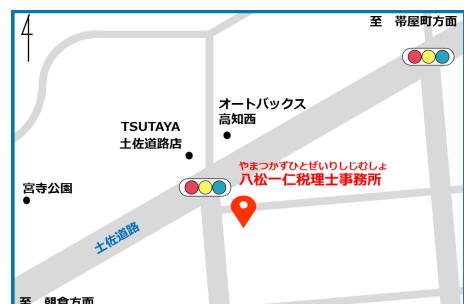 至 帯屋町方面
オートバックス
高知西
TSUTAYA
土佐道路店
やまつかずひとぜいりしじむしょ
八松一仁税理士事務所
宮寺公園
土佐道路
至 朝倉方面